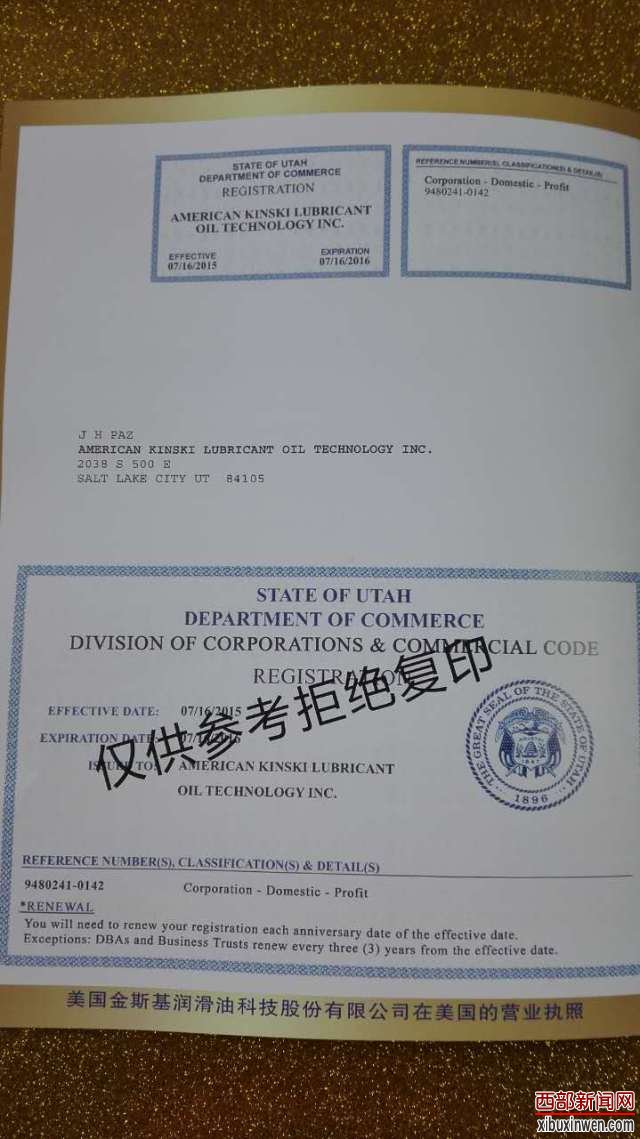 STATE OF UTAH
DEPARTMENT OF COMMERCE
REGISTRATION
AMERICAN KINSKI LUBRICANT
OIL TECHNOLOGY INC.
EFFECTIVE
07/16/2015
EXPIRATION
07/16/2016
REFERENCE NUMBER(S), CLASSIFICATION(S) & DETAIL(S)
Corporation - Domestic - Profit
9480241-0142
J H PAZ
AMERICAN KINSKI LUBRICANT OIL TECHNOLOGY INC.
2038 S 500 E
SALT LAKE CITY UT 84105
STATE OF UTAH
DEPARTMENT OF COMMERCE
DIVISION OF CORPORATIONS & COMMERCIAL CODE
REGISTRATION
EFFECTIVE DATE: 07/16/2015
EXPIRATION DATE: 07/16/2016
ISSUED TO: AMERICAN KINSKI LUBRICANT
OIL TECHNOLOGY INC.
仅供参考拒绝复印
THE GREAT SEAL OF THE STATE OF UTAH
1896
REFERENCE NUMBER(S), CLASSIFICATION(S) & DETAIL(S)
9480241-0142 Corporation - Domestic - Profit
*RENEWAL
You will need to renew your registration each anniversary date of the effective date.
Exceptions: DBAs and Business Trusts renew every three (3) years from the effective date.
美国金斯基润滑油科技股份有限公司在美国的营业执照
西部新闻网
xibuxinwen.com